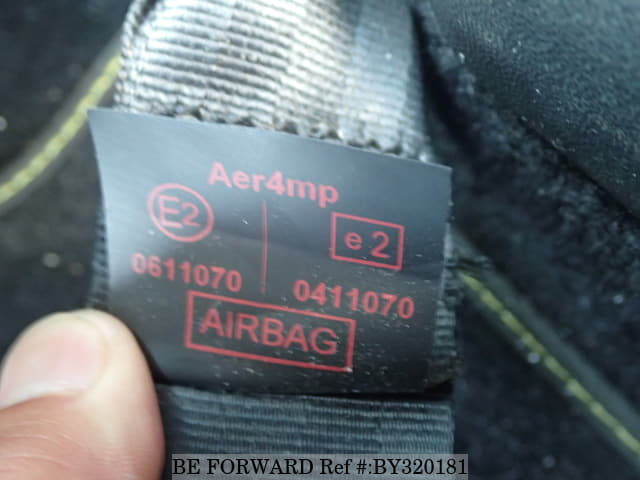 Aer4mp
E2
e 2
0611070
0411070
AIRBAG
BE FORWARD Ref #:BY320181